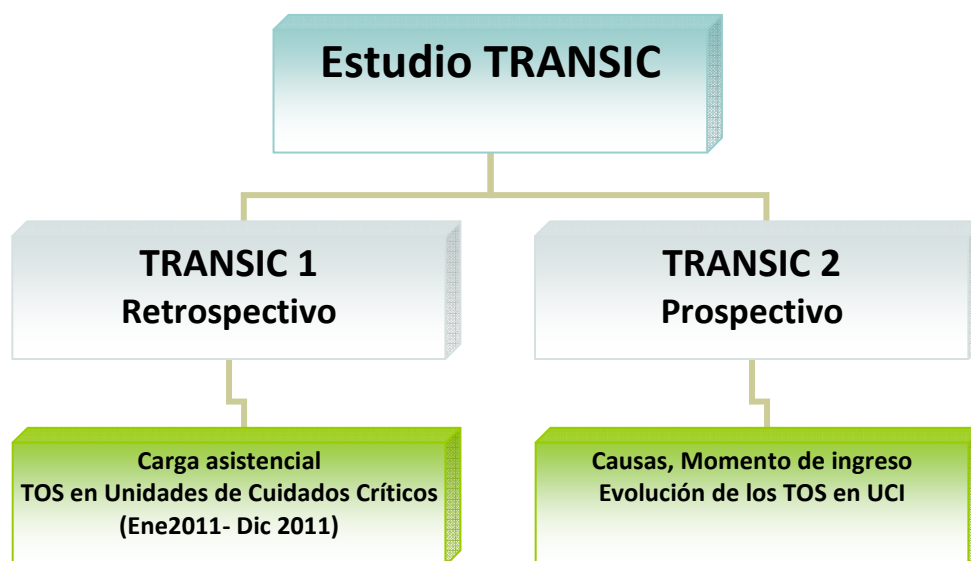 Estudio TRANSIC
TRANSIC 1
Retrospectivo
TRANSIC 2
Prospectivo
Carga asistencial
TOS en Unidades de Cuidados Críticos
(Ene2011- Dic 2011)
Causas, Momento de ingreso
Evolución de los TOS en UCI